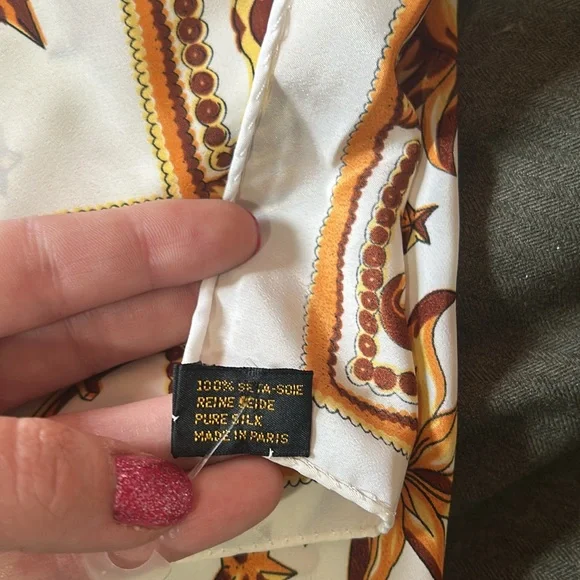 100% SETA-SOIE
REINE SEIDE
PURE SILK
MADE IN PARIS